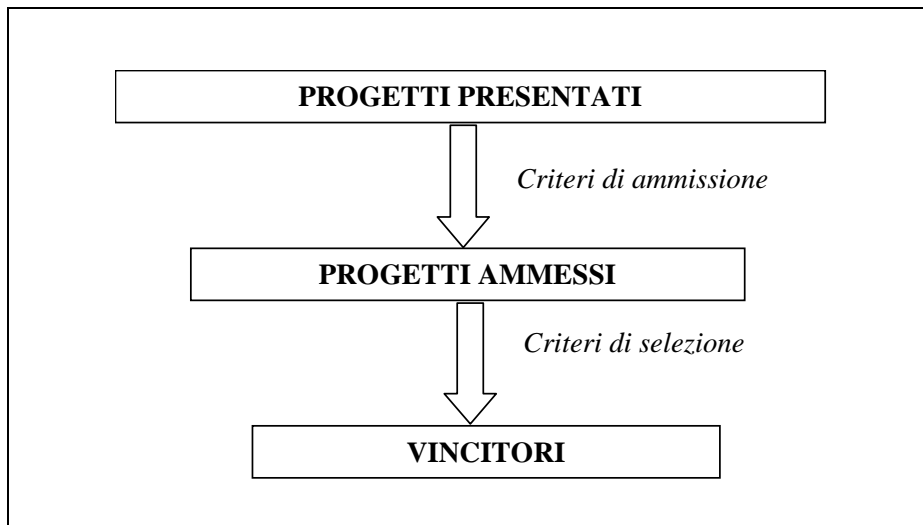 PROGETTI PRESENTATI
Criteri di ammissione
PROGETTI AMMESSI
Criteri di selezione
VINCITORI